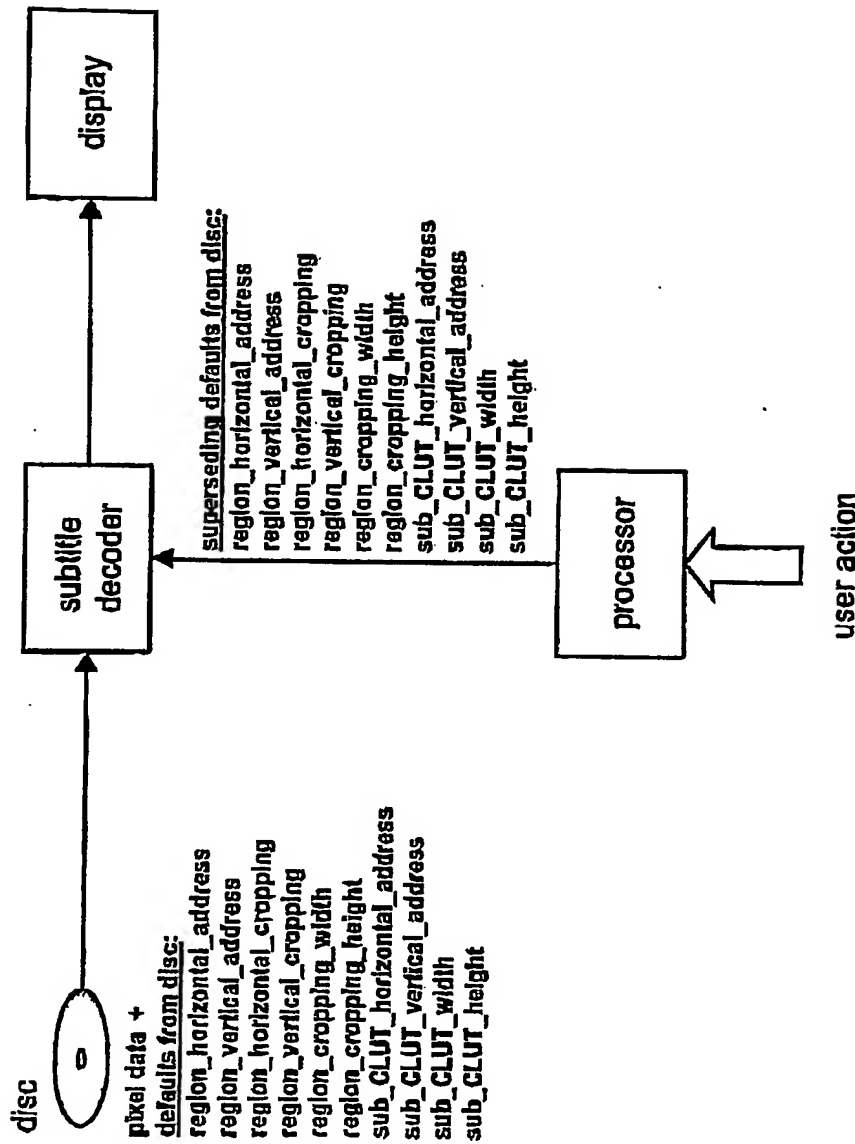 disc
pixel data +
defaults from disc:
region_horizontal_address
region_vertical_address
region_horizontal_cropping
region_vertical_cropping
region_cropping_width
region_cropping_height
sub_CLUT_horizontal_address
sub_CLUT_vertical_address
sub_CLUT_width
sub_CLUT_height
subtitle
decoder
display
superseding defaults from disc:
region_horizontal_address
region_vertical_address
region_horizontal_cropping
region_vertical_cropping
region_cropping_width
region_cropping_height
sub_CLUT_horizontal_address
sub_CLUT_vertical_address
sub_CLUT_width
sub_CLUT_height
processor
user action